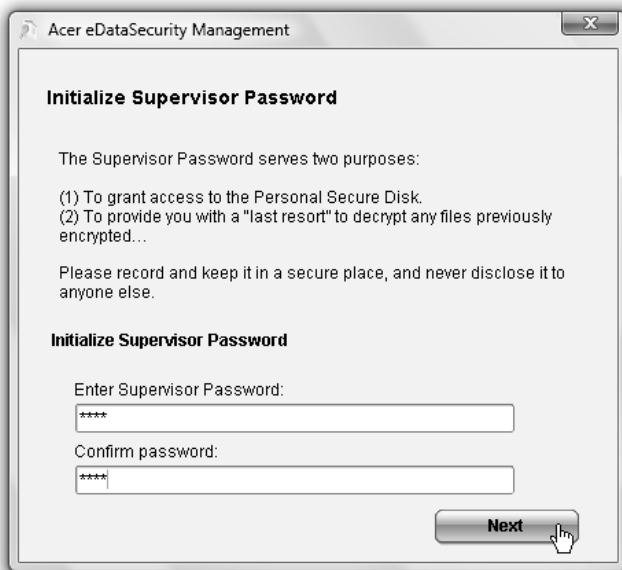 Acer eDataSecurity Management
Initialize Supervisor Password
The Supervisor Password serves two purposes:
(1) To grant access to the Personal Secure Disk.
(2) To provide you with a "last resort" to decrypt any files previously
encrypted...
Please record and keep it in a secure place, and never disclose it to
anyone else.
Initialize Supervisor Password
Enter Supervisor Password:
****
Confirm password:
****
Next